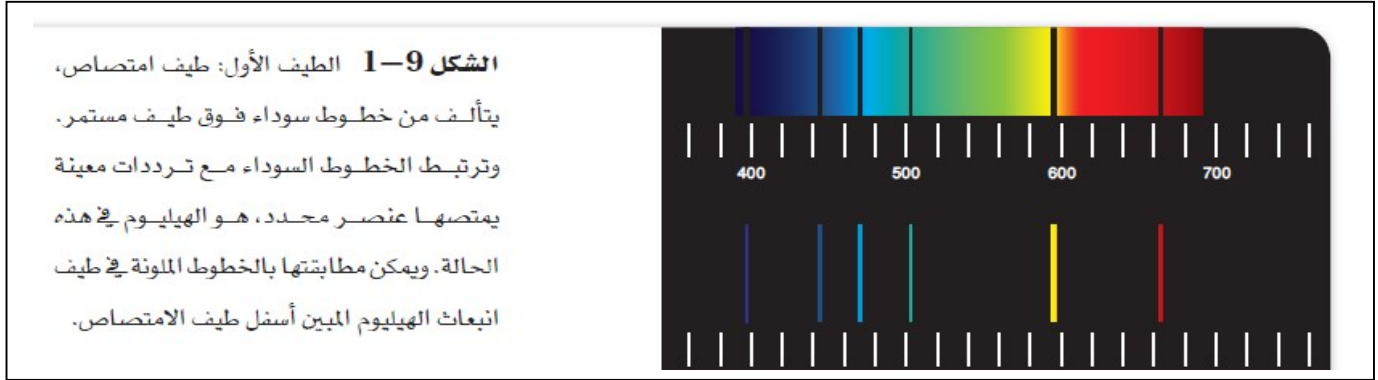 الشكل 9-1 الطيف الأول: طيف امتصاص،
يتألف من خطوط سوداء فوق طيف مستمر.
وترتبط الخطوط السوداء مع ترددات معينة
يمتصها عنصر محدد، هو الهيليوم في هذه
الحالة. ويمكن مطابقتها بالخطوط الملونة في طيف
انبعاث الهيليوم المبين أسفل طيف الامتصاص.
400 500 600 700